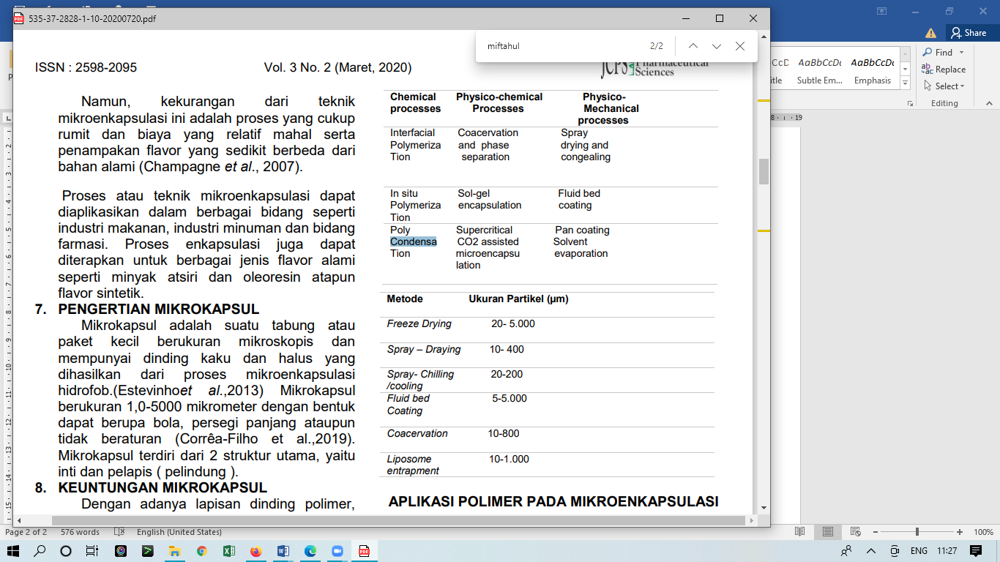 535-37-2828-1-10-20200720.pdf
miftahul
2/2
Share
ISSN : 2598-2095
Vol. 3 No. 2 (Maret, 2020)
JCPS Pharmaceutical
Sciences
Namun, kekurangan dari teknik
mikroenkapsulasi ini adalah proses yang cukup
rumit dan biaya yang relatif mahal serta
penampakan flavor yang sedikit berbeda dari
bahan alami (Champagne et al., 2007).
Proses atau teknik mikroenkapsulasi dapat
diaplikasikan dalam berbagai bidang seperti
industri makanan, industri minuman dan bidang
farmasi. Proses enkapsulasi juga dapat
diterapkan untuk berbagai jenis flavor alami
seperti minyak atsiri dan oleoresin atapun
flavor sintetik.
7. PENGERTIAN MIKROKAPSUL
Mikrokapsul adalah suatu tabung atau
paket kecil berukuran mikroskopis dan
mempunyai dinding kaku dan halus yang
dihasilkan dari proses mikroenkapsulasi
hidrofob.(Estevinhoet al.,2013) Mikrokapsul
berukuran 1,0-5000 mikrometer dengan bentuk
dapat berupa bola, persegi panjang ataupun
tidak beraturan (Corrêa-Filho et al.,2019).
Mikrokapsul terdiri dari 2 struktur utama, yaitu
inti dan pelapis ( pelindung ).
8. KEUNTUNGAN MIKROKAPSUL
Dengan adanya lapisan dinding polimer,
Chemical Physico-chemical Physico-
processes Processes Mechanical
processes
Interfacial Coacervation Spray
Polymeriza and phase drying and
Tion separation congealing
In situ Sol-gel Fluid bed
Polymeriza encapsulation coating
Tion
Poly Supercritical Pan coating
Condensa CO2 assisted Solvent
Tion microencapsu evaporation
lation
Metode Ukuran Partikel (µm)
Freeze Drying 20- 5.000
Spray – Draying 10- 400
Spray- Chilling 20-200
/cooling
Fluid bed 5-5.000
Coating
Coacervation 10-800
Liposome 10-1.000
entrapment
APLIKASI POLIMER PADA MIKROENKAPSULASI
AaBbCcDı AaBbCcDı
Subtle Em... Emphasis
Find
Replace
Select
Editing
Page 2 of 2 576 words English (United States) 100%
ENG 11:27